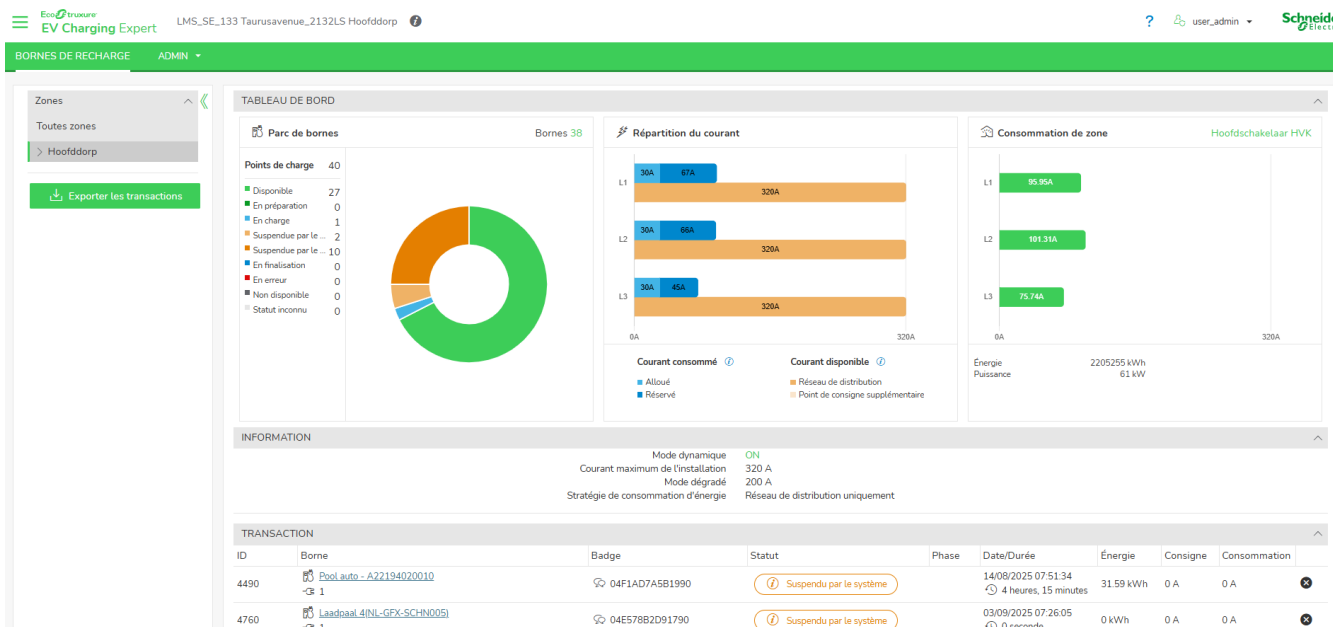 EcoStruxure
EV Charging Expert
LMS_SE_133 Taurusavenue_2132LS Hoofddorp
? user_admin
Schneide
Electr
BORNES DE RECHARGE ADMIN
Zones
Toutes zones
Hoofddorp
Exporter les transactions
TABLEAU DE BORD
Parc de bornes Bornes 38
Points de charge 40
Disponible 27
En préparation 0
En charge 1
Suspendue par le ... 2
Suspendue par le ... 10
En finalisation 0
En erreur 0
Non disponible 0
Statut inconnu 0
Répartition du courant
L1 30A 67A
320A
L2 30A 66A
320A
L3 30A 45A
320A
0A 320A
Courant consommé Courant disponible
Alloué Réseau de distribution
Réservé Point de consigne supplémentaire
Consommation de zone Hoofdschakelaar HVK
L1 95.95A
L2 101.31A
L3 75.74A
0A 320A
Énergie 2205255 kWh
Puissance 61 kW
INFORMATION
Mode dynamique ON
Courant maximum de l'installation 320 A
Mode dégradé 200 A
Stratégie de consommation d'énergie Réseau de distribution uniquement
TRANSACTION
ID Borne Badge Statut Phase Date/Durée Énergie Consigne Consommation
4490 Pool auto - A22194020010 1 04F1AD7A5B1990 Suspendu par le système 14/08/2025 07:51:34 4 heures, 15 minutes 31.59 kWh 0 A 0 A
4760 Laadpaal 4(NL-GFX-SCHN005) 1 04E578B2D91790 Suspendu par le système 03/09/2025 07:26:05 0 seconde 0 kWh 0 A 0 A